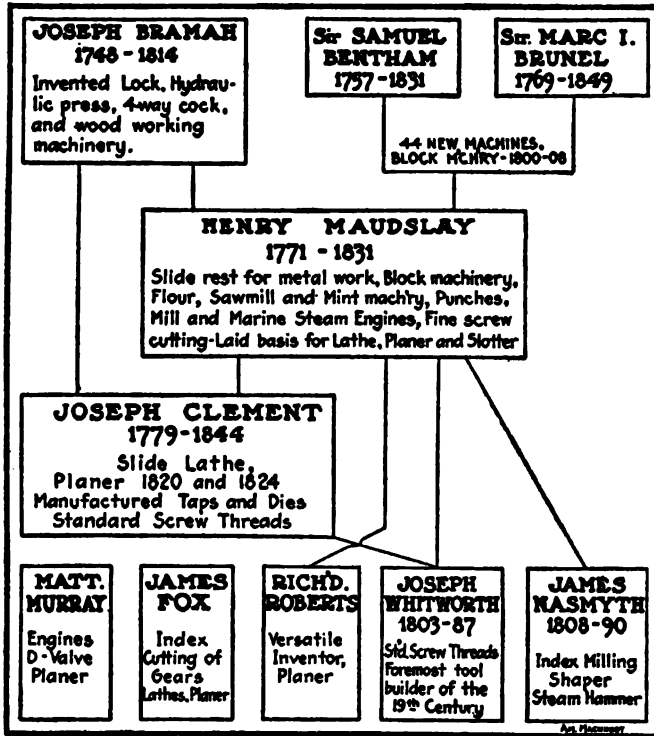 JOSEPH BRAMAH
1748 - 1814
Invented Lock, Hydrau-
lic press, 4-way cock,
and wood working
machinery.
Sir SAMUEL
BENTHAM
1757 - 1831
Sir. MARC I.
BRUNEL
1769-1849
44 NEW MACHINES.
BLOCK M'CHRY-1800-08
HENRY MAUDSLAY
1771 - 1831
Slide rest for metal work, Block machinery,
Flour, Sawmill and Mint mach'ry, Punches,
Mill and Marine Steam Engines, Fine screw
cutting-Laid basis for Lathe, Planer and Slotter
JOSEPH CLEMENT
1779-1844
Slide Lathe,
Planer 1820 and 1824
Manufactured Taps and Dies
Standard Screw Threads
MATT.
MURRAY
Engines
D-Valve
Planer
JAMES
FOX
Index
Cutting of
Gears
Lathes, Planer
RICH'D.
ROBERTS
Versatile
Inventor,
Planer
JOSEPH
WHITWORTH
1803-87
St'd. Screw Threads
Foremost tool
builder of the
19th Century
JAMES
NASMYTH
1808-90
Index Milling
Shaper
Steam Hammer
Am. Machinist